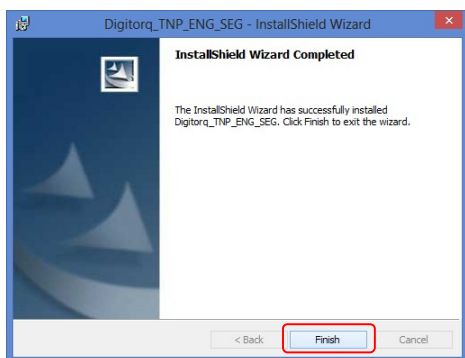 Digitorq_TNP_ENG_SEG - InstallShield Wizard
InstallShield Wizard Completed
The InstallShield Wizard has successfully installed
Digitorq_TNP_ENG_SEG. Click Finish to exit the wizard.
< Back Finish Cancel